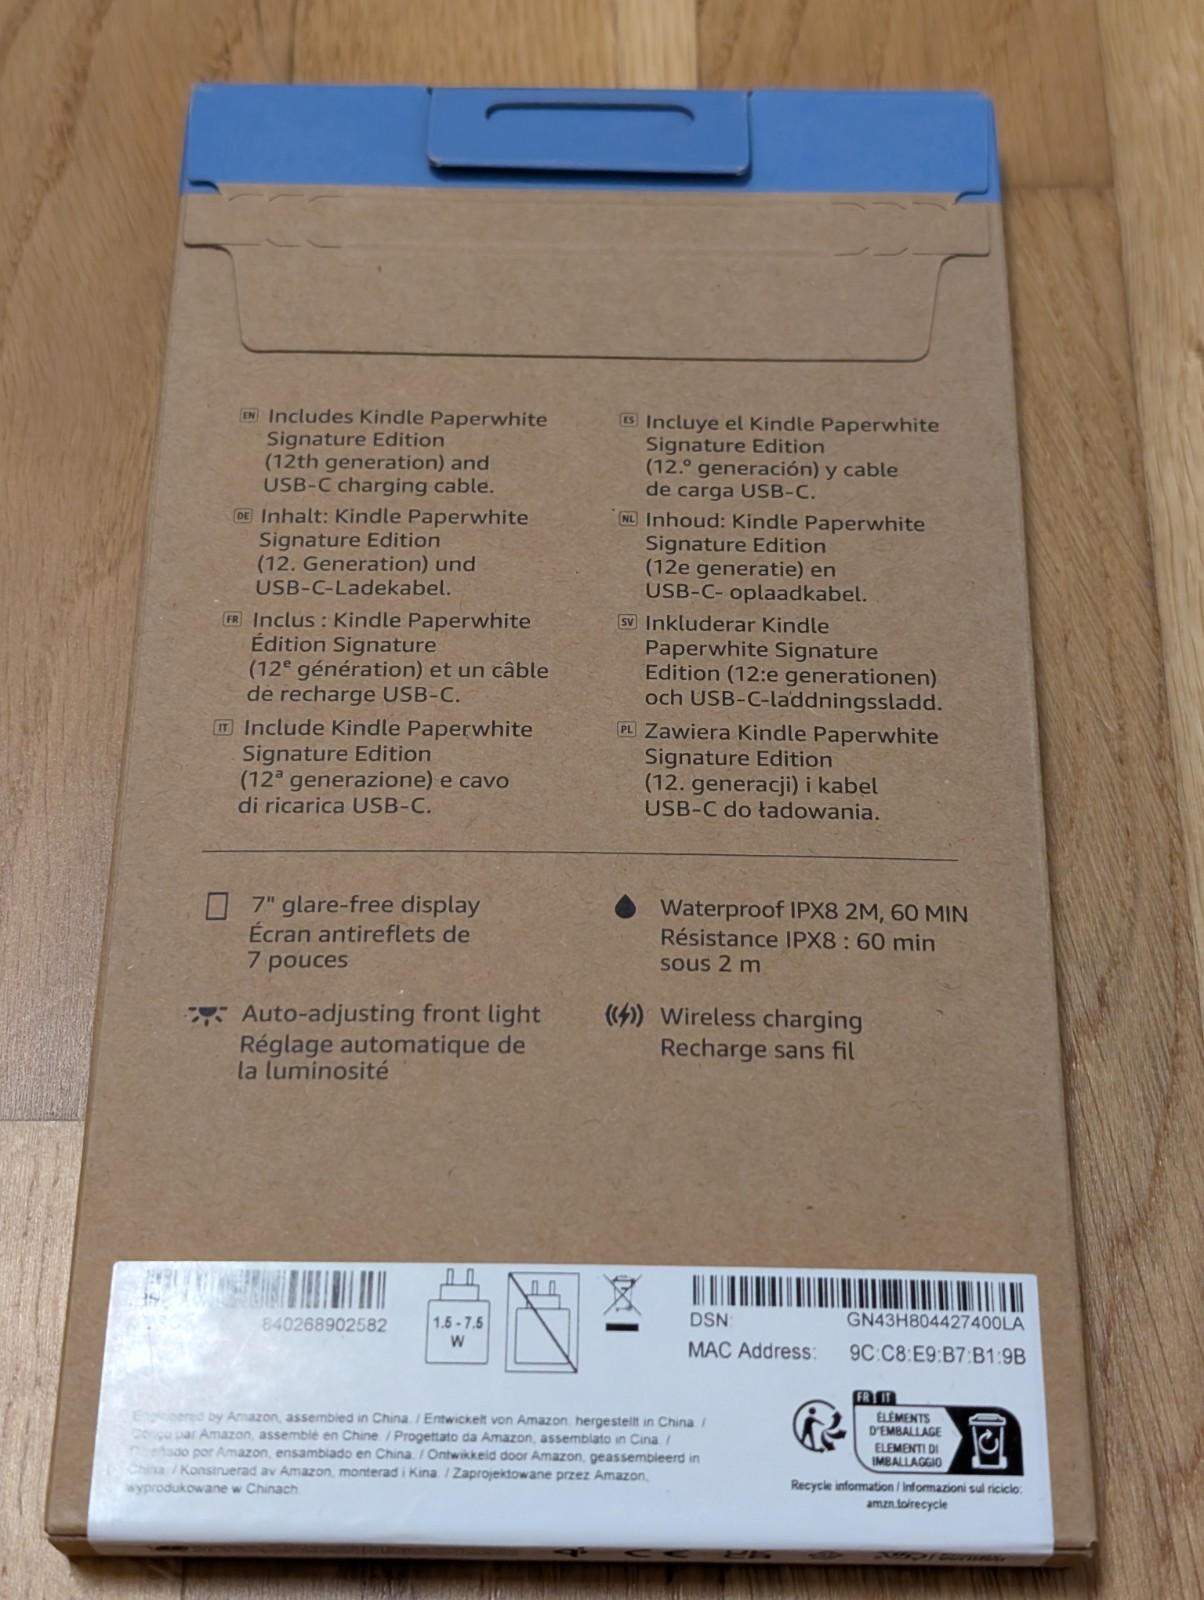 EN Includes Kindle Paperwhite
Signature Edition
(12th generation) and
USB-C charging cable.
DE Inhalt: Kindle Paperwhite
Signature Edition
(12. Generation) und
USB-C-Ladekabel.
FR Inclus : Kindle Paperwhite
Édition Signature
(12ᵉ génération) et un câble
de recharge USB-C.
IT Include Kindle Paperwhite
Signature Edition
(12ª generazione) e cavo
di ricarica USB-C.
ES Incluye el Kindle Paperwhite
Signature Edition
(12.º generación) y cable
de carga USB-C.
NL Inhoud: Kindle Paperwhite
Signature Edition
(12e generatie) en
USB-C- oplaadkabel.
SV Inkluderar Kindle
Paperwhite Signature
Edition (12:e generationen)
och USB-C-laddningssladd.
PL Zawiera Kindle Paperwhite
Signature Edition
(12. generacji) i kabel
USB-C do ładowania.
7" glare-free display
Écran antireflets de
7 pouces
Waterproof IPX8 2M, 60 MIN
Résistance IPX8 : 60 min
sous 2 m
Auto-adjusting front light
Réglage automatique de
la luminosité
Wireless charging
Recharge sans fil
840268902582
1.5 - 7.5
W
DSN: GN43H804427400LA
MAC Address: 9C:C8:E9:B7:B1:9B
Engineered by Amazon, assembled in China. / Entwickelt von Amazon, hergestellt in China. /
Conçu par Amazon, assemblé en Chine. / Progettato da Amazon, assemblato in Cina. /
Diseñado por Amazon, ensamblado en China. / Ontwikkeld door Amazon, geassembleerd in
China. / Konstruerad av Amazon, monterad i Kina. / Zaprojektowane przez Amazon,
wyprodukowane w Chinach.
FR IT
ÉLÉMENTS
D'EMBALLAGE
ELEMENTI DI
IMBALLAGGIO
Recycle information / Informazioni sul riciclo:
amzn.to/recycle